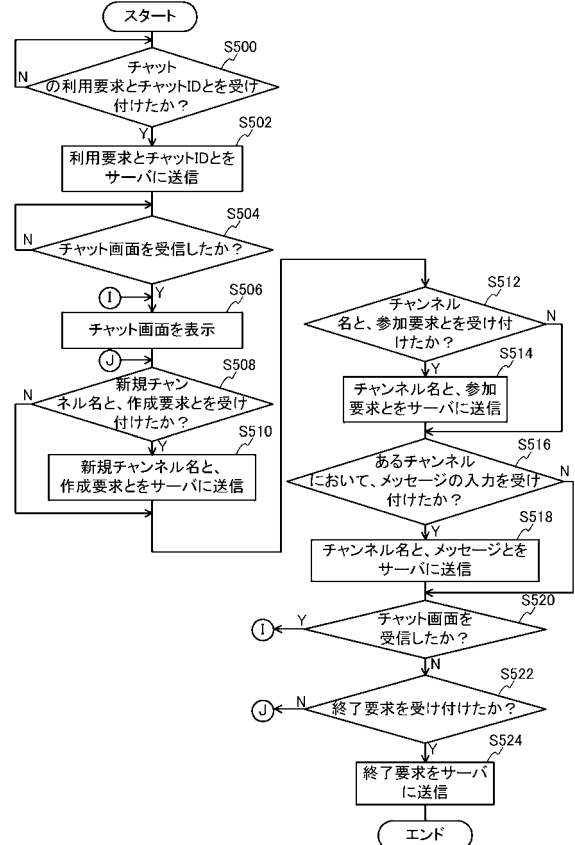 スタート
S500
チャット
の利用要求とチャットIDとを受け
付けたか?
N
Y
S502
利用要求とチャットIDとを
サーバに送信
S504
チャット画面を受信したか?
N
Y
I
S506
チャット画面を表示
J
S508
新規チャン
ネル名と、作成要求とを受け
付けたか?
N
Y
S510
新規チャンネル名と、
作成要求とをサーバに送信
S512
チャンネル
名と、参加要求とを受け付
けたか?
N
Y
S514
チャンネル名と、参加
要求とをサーバに送信
S516
あるチャンネル
において、メッセージの入力を受け
付けたか?
N
Y
S518
チャンネル名と、メッセージとを
サーバに送信
S520
チャット画面を
受信したか?
Y
I
N
S522
終了要求を受け付けたか?
N
J
Y
S524
終了要求をサーバ
に送信
エンド